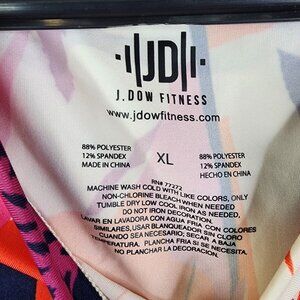 JD
J. DOW FITNESS
www.jdowfitness.com
88% POLYESTER
12% SPANDEX
MADE IN CHINA
XL
88% POLYESTER
12% SPANDEX
HECHO EN CHINA
RN# 77272
MACHINE WASH COLD WITH LIKE COLORS, ONLY
NON-CHLORINE BLEACH WHEN NEEDED
TUMBLE DRY LOW COOL IRON AS NEEDED,
DO NOT IRON DECORATION.
LAVAR EN LAVADORA CON AGUA FRIA CON COLORES
SIMILARES, USAR BLANQUEADOR SIN CLORO
CUANDO SEA NECESARIO; SECAR A BAJA
TEMPERATURA, PLANCHA FRIA SI SE NECESITA.
NO PLANCHAR LA DECORACION.